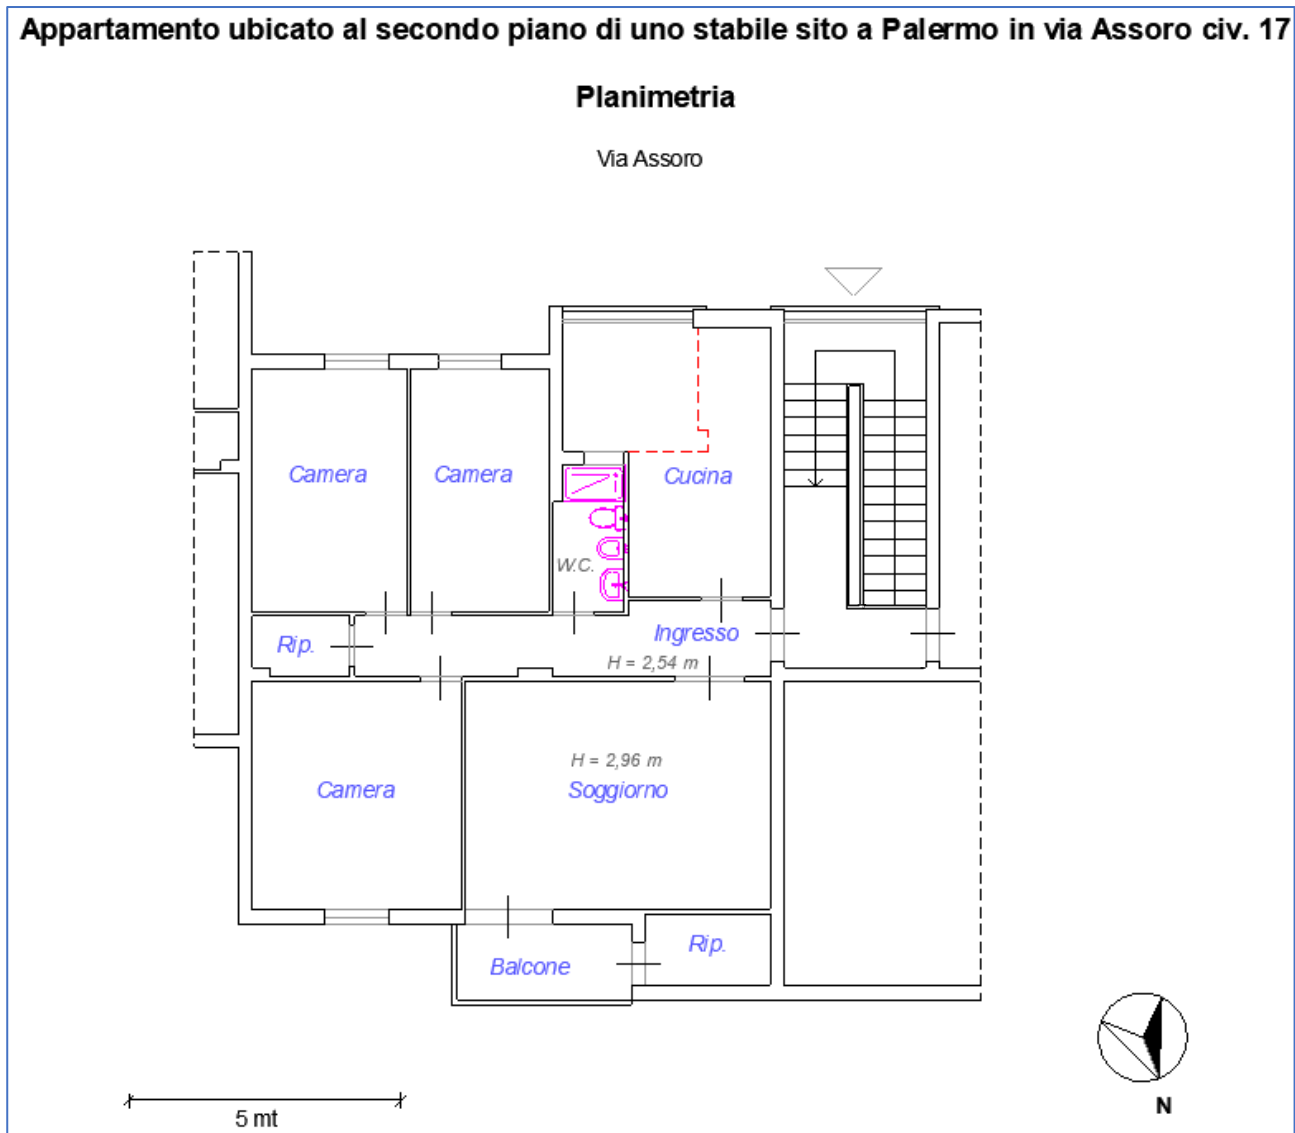 Appartamento ubicato al secondo piano di uno stabile sito a Palermo in via Assoro civ. 17
Planimetria
Via Assoro
Camera
Camera
Cucina
W.C.
Rip.
Ingresso
H = 2,54 m
H = 2,96 m
Camera
Soggiorno
Rip.
Balcone
5 mt
N